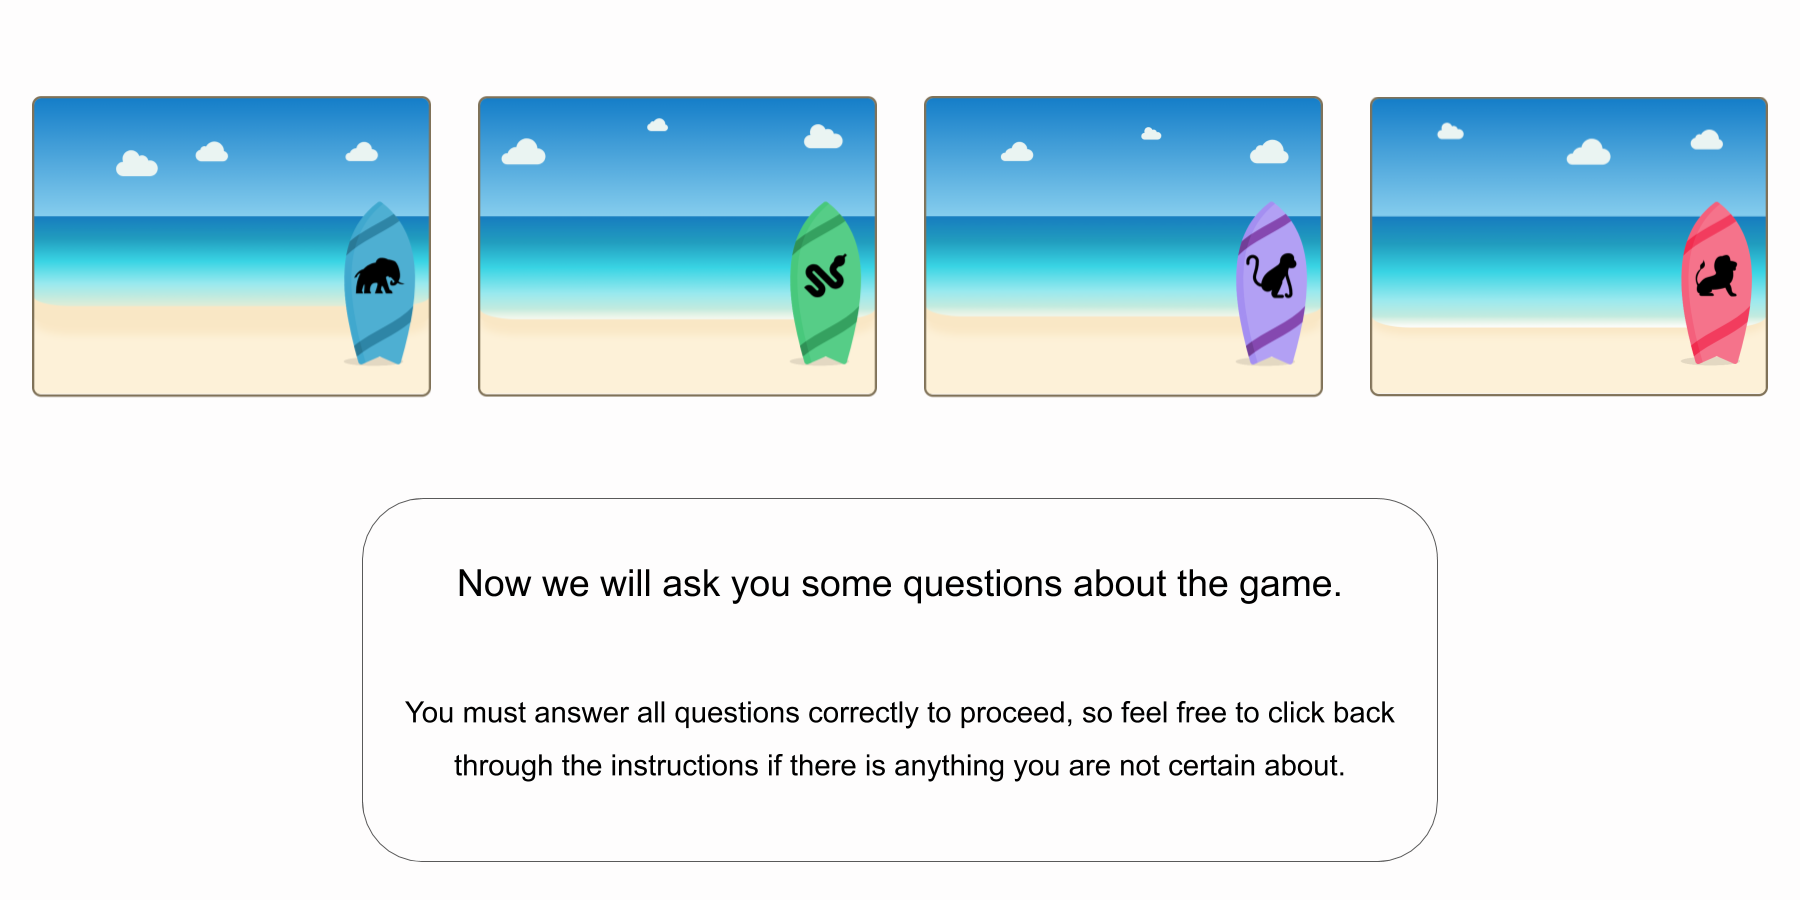 Now we will ask you some questions about the game.
You must answer all questions correctly to proceed, so feel free to click back
through the instructions if there is anything you are not certain about.